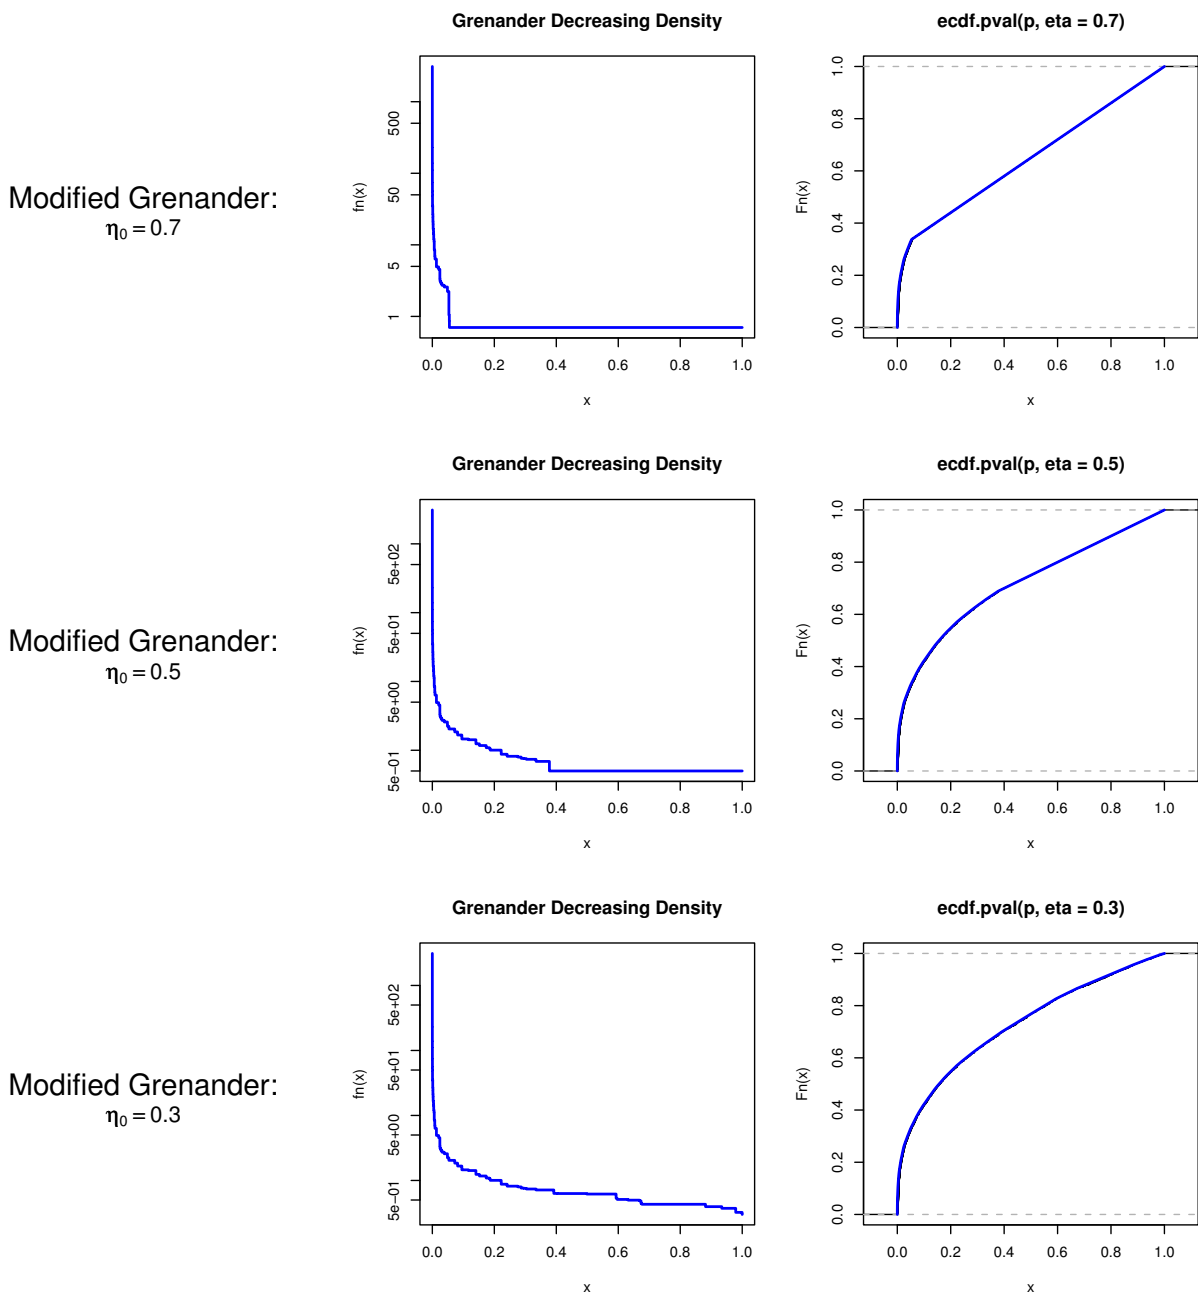 Grenander Decreasing Density
ecdf.pval(p, eta = 0.7)
Modified Grenander:
η₀ = 0.7
fn(x)
500
50
5
1
0.0 0.2 0.4 0.6 0.8 1.0
x
Fn(x)
1.0
0.8
0.6
0.4
0.2
0.0
0.0 0.2 0.4 0.6 0.8 1.0
x
Grenander Decreasing Density
ecdf.pval(p, eta = 0.5)
Modified Grenander:
η₀ = 0.5
fn(x)
5e+02
5e+01
5e+00
5e−01
0.0 0.2 0.4 0.6 0.8 1.0
x
Fn(x)
1.0
0.8
0.6
0.4
0.2
0.0
0.0 0.2 0.4 0.6 0.8 1.0
x
Grenander Decreasing Density
ecdf.pval(p, eta = 0.3)
Modified Grenander:
η₀ = 0.3
fn(x)
5e+02
5e+01
5e+00
5e−01
0.0 0.2 0.4 0.6 0.8 1.0
x
Fn(x)
1.0
0.8
0.6
0.4
0.2
0.0
0.0 0.2 0.4 0.6 0.8 1.0
x